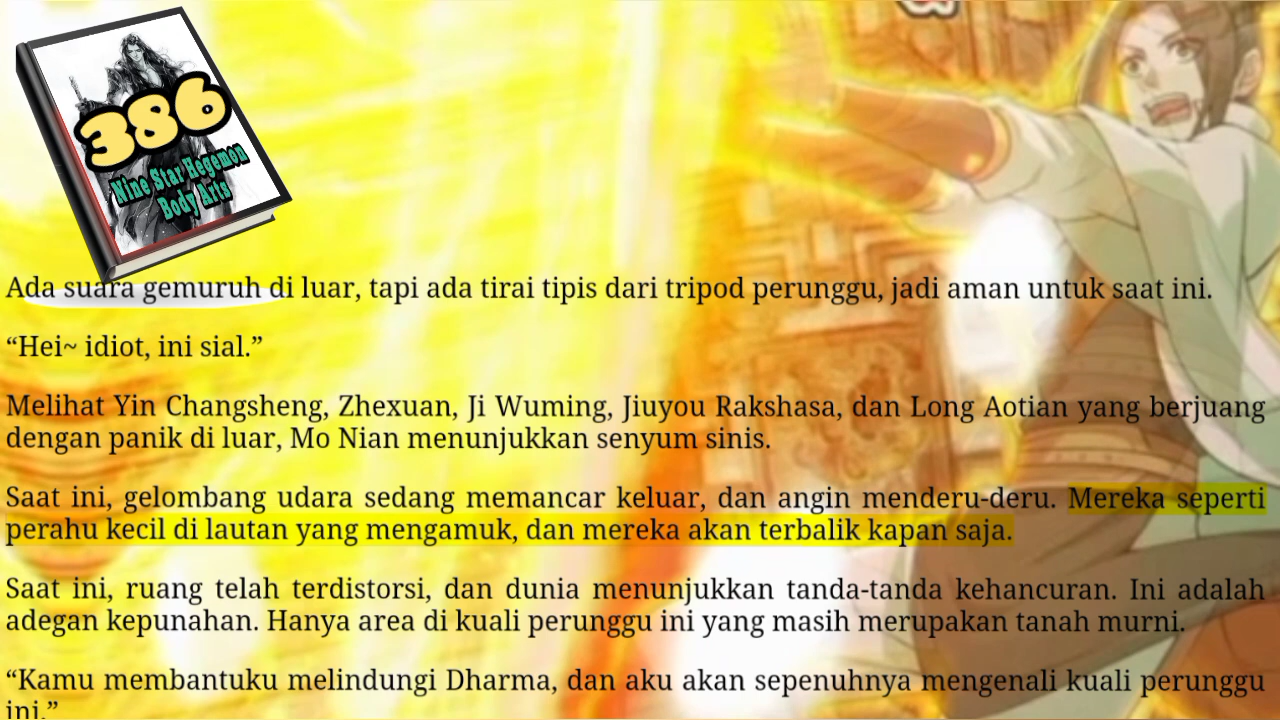 386
Nine Star Hegemon
Body Arts
Ada suara gemuruh di luar, tapi ada tirai tipis dari tripod perunggu, jadi aman untuk saat ini.
“Hei~ idiot, ini sial.”
Melihat Yin Changsheng, Zhexuan, Ji Wuming, Jiuyou Rakshasa, dan Long Aotian yang berjuang
dengan panik di luar, Mo Nian menunjukkan senyum sinis.
Saat ini, gelombang udara sedang memancar keluar, dan angin menderu-deru. Mereka seperti
perahu kecil di lautan yang mengamuk, dan mereka akan terbalik kapan saja.
Saat ini, ruang telah terdistorsi, dan dunia menunjukkan tanda-tanda kehancuran. Ini adalah
adegan kepunahan. Hanya area di kuali perunggu ini yang masih merupakan tanah murni.
“Kamu membantuku melindungi Dharma, dan aku akan sepenuhnya mengenali kuali perunggu
ini.”